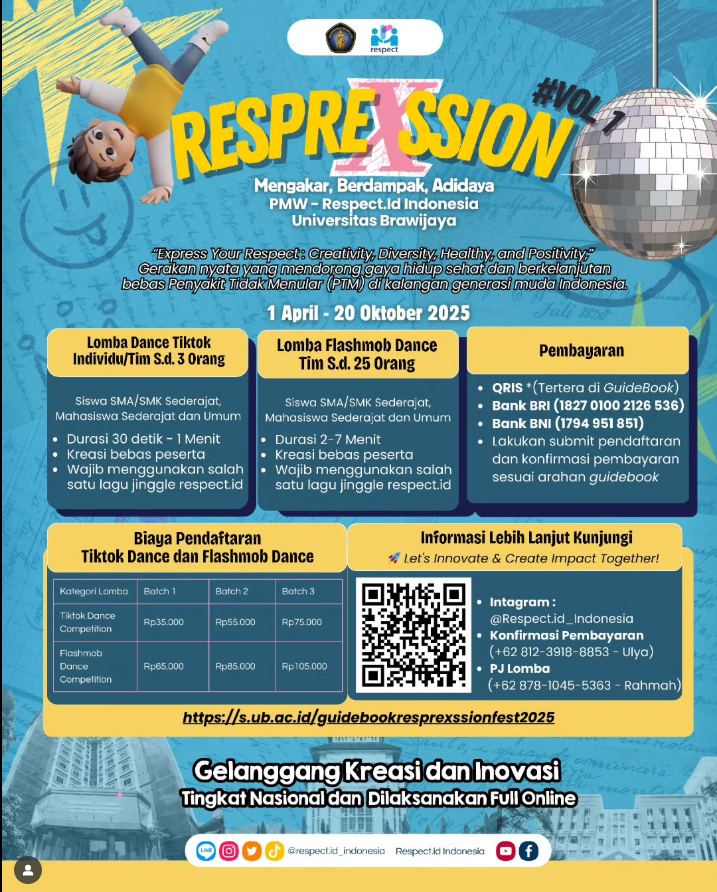 respect
RESPREXSSION
#VOL 1
Mengakar, Berdampak, Adidaya
PMW - Respect.Id Indonesia
Universitas Brawijaya
"Express Your Respect : Creativity, Diversity, Healthy, and Positivity,"
Gerakan nyata yang mendorong gaya hidup sehat dan berkelanjutan
bebas Penyakit Tidak Menular (PTM) di kalangan generasi muda Indonesia.
1 April - 20 Oktober 2025
Lomba Dance Tiktok
Individu/Tim S.d. 3 Orang
Siswa SMA/SMK Sederajat,
Mahasiswa Sederajat dan Umum
• Durasi 30 detik - 1 Menit
• Kreasi bebas peserta
• Wajib menggunakan salah
satu lagu jinggle respect.id
Lomba Flashmob Dance
Tim S.d. 25 Orang
Siswa SMA/SMK Sederajat,
Mahasiswa Sederajat dan Umum
• Durasi 2-7 Menit
• Kreasi bebas peserta
• Wajib menggunakan salah
satu lagu jinggle respect.id
Pembayaran
• QRIS *(Tertera di GuideBook)
• Bank BRI (1827 0100 2126 536)
• Bank BNI (1794 951 851)
• Lakukan submit pendaftaran
dan konfirmasi pembayaran
sesuai arahan guidebook
Biaya Pendaftaran
Tiktok Dance dan Flashmob Dance
Kategori Lomba Batch 1 Batch 2 Batch 3
Tiktok Dance
Competition Rp35.000 Rp55.000 Rp75.000
Flashmob
Dance
Competition Rp65.000 Rp85.000 Rp105.000
Informasi Lebih Lanjut Kunjungi
🚀 Let's Innovate & Create Impact Together!
• Intagram :
@Respect.id_Indonesia
• Konfirmasi Pembayaran
(+62 812-3918-8853 - Ulya)
• PJ Lomba
(+62 878-1045-5363 - Rahmah)
https://s.ub.ac.id/guidebookresprexssionfest2025
Gelanggang Kreasi dan Inovasi
Tingkat Nasional dan Dilaksanakan Full Online
LINE @respect.id_indonesia Respect.id Indonesia